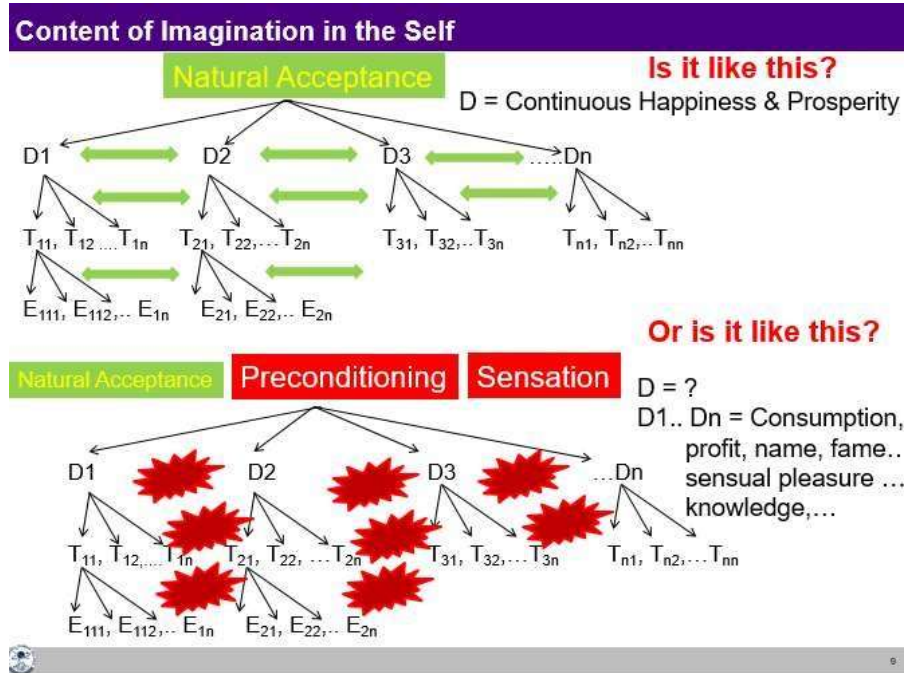 Content of Imagination in the Self
Natural Acceptance
Is it like this?
D = Continuous Happiness & Prosperity
D1 D2 D3 .....Dn
T11, T12 ....T1n T21, T22,...T2n T31, T32,..T3n Tn1, Tn2,..Tnn
E111, E112,.. E1n E21, E22,.. E2n
Or is it like this?
Natural Acceptance Preconditioning Sensation
D = ?
D1.. Dn = Consumption,
profit, name, fame..
sensual pleasure ...
knowledge,...
D1 D2 D3 ...Dn
T11, T12,....T1n T21, T22, ...T2n T31, T32,...T3n Tn1, Tn2,...Tnn
E111, E112,.. E1n E21, E22,.. E2n
9